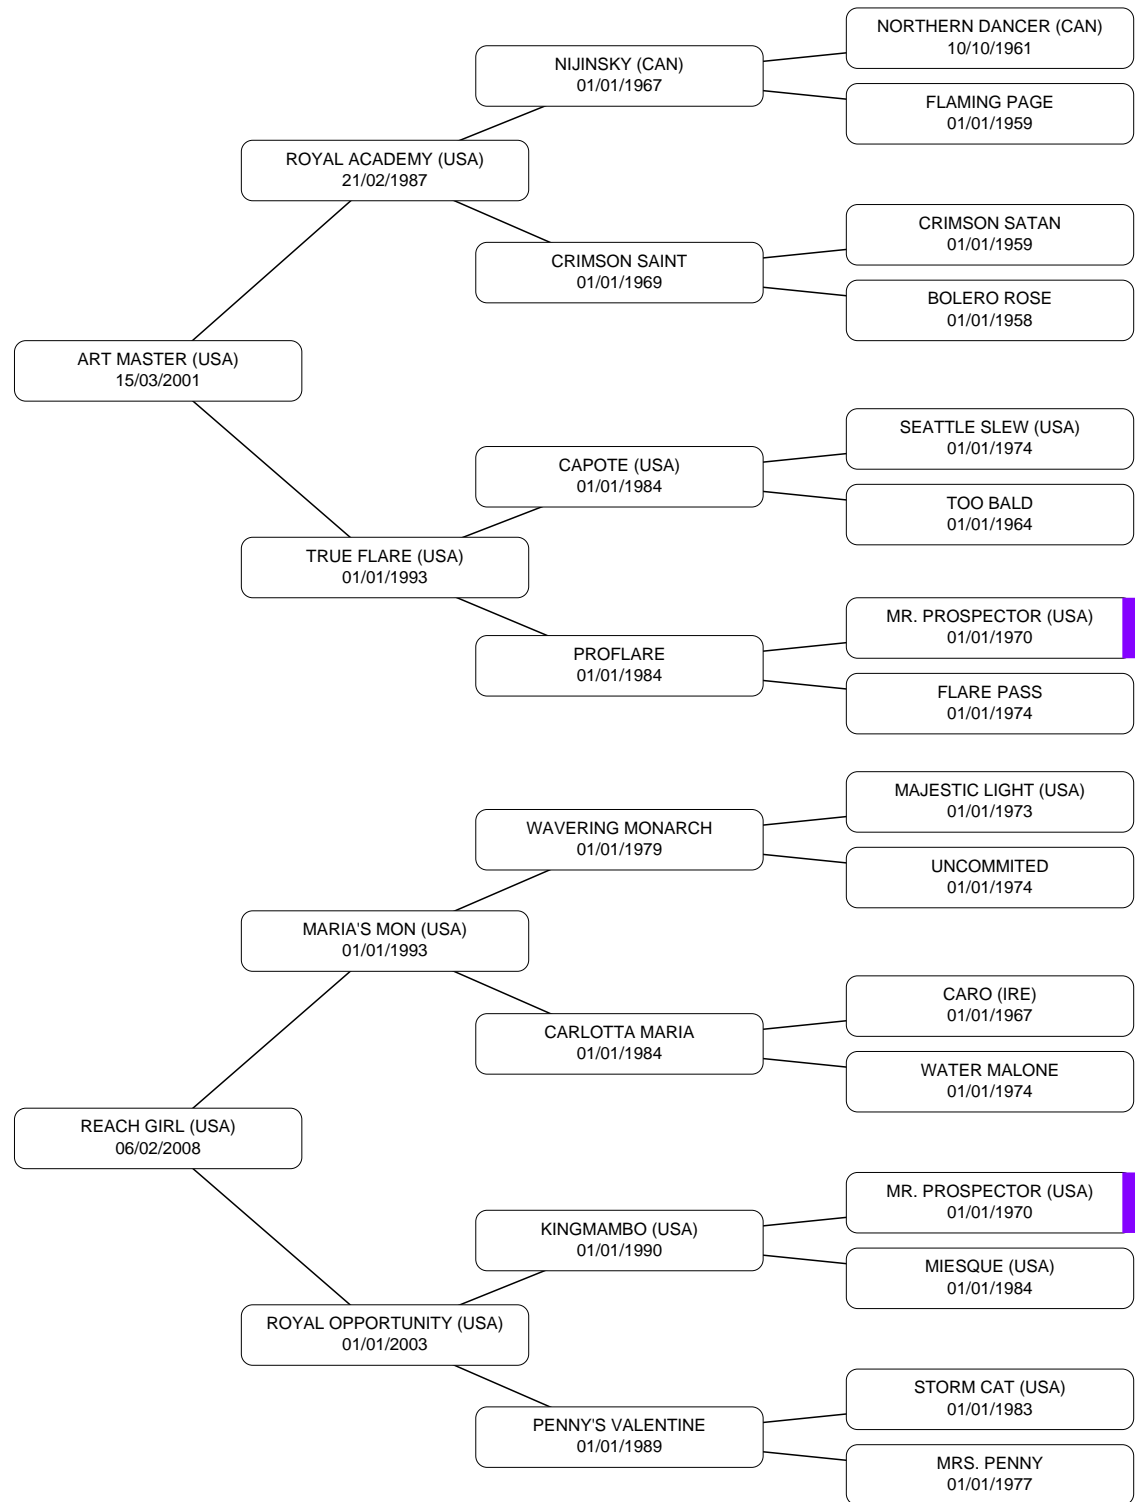 NORTHERN DANCER (CAN)
10/10/1961
NIJINSKY (CAN)
01/01/1967
FLAMING PAGE
01/01/1959
ROYAL ACADEMY (USA)
21/02/1987
CRIMSON SATAN
01/01/1959
CRIMSON SAINT
01/01/1969
BOLERO ROSE
01/01/1958
ART MASTER (USA)
15/03/2001
SEATTLE SLEW (USA)
01/01/1974
CAPOTE (USA)
01/01/1984
TOO BALD
01/01/1964
TRUE FLARE (USA)
01/01/1993
MR. PROSPECTOR (USA)
01/01/1970
PROFLARE
01/01/1984
FLARE PASS
01/01/1974
MAJESTIC LIGHT (USA)
01/01/1973
WAVERING MONARCH
01/01/1979
UNCOMMITED
01/01/1974
MARIA'S MON (USA)
01/01/1993
CARO (IRE)
01/01/1967
CARLOTTA MARIA
01/01/1984
WATER MALONE
01/01/1974
REACH GIRL (USA)
06/02/2008
MR. PROSPECTOR (USA)
01/01/1970
KINGMAMBO (USA)
01/01/1990
MIESQUE (USA)
01/01/1984
ROYAL OPPORTUNITY (USA)
01/01/2003
STORM CAT (USA)
01/01/1983
PENNY'S VALENTINE
01/01/1989
MRS. PENNY
01/01/1977